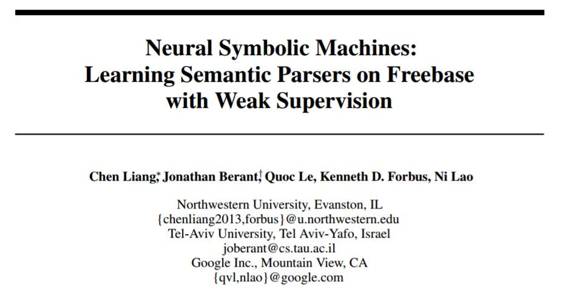 Neural Symbolic Machines:
Learning Semantic Parsers on Freebase
with Weak Supervision
Chen Liang,* Jonathan Berant,† Quoc Le, Kenneth D. Forbus, Ni Lao
Northwestern University, Evanston, IL
{chenliang2013,forbus}@u.northwestern.edu
Tel-Aviv University, Tel Aviv-Yafo, Israel
joberant@cs.tau.ac.il
Google Inc., Mountain View, CA
{qvl,nlao}@google.com